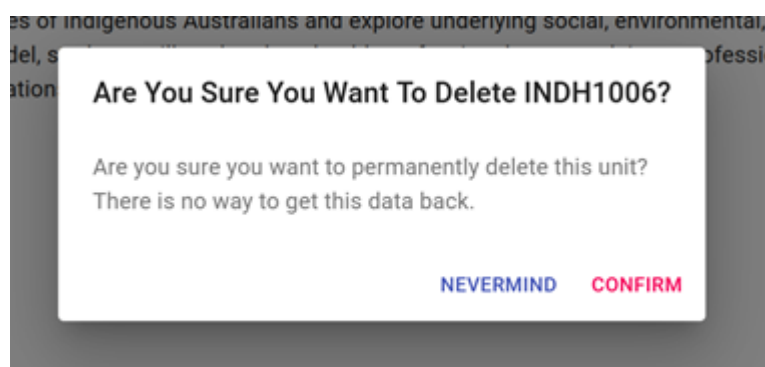 es of Indigenous Australians and explore underlying social, environmental,
Are You Sure You Want To Delete INDH1006?
Are you sure you want to permanently delete this unit?
There is no way to get this data back.
NEVERMIND CONFIRM